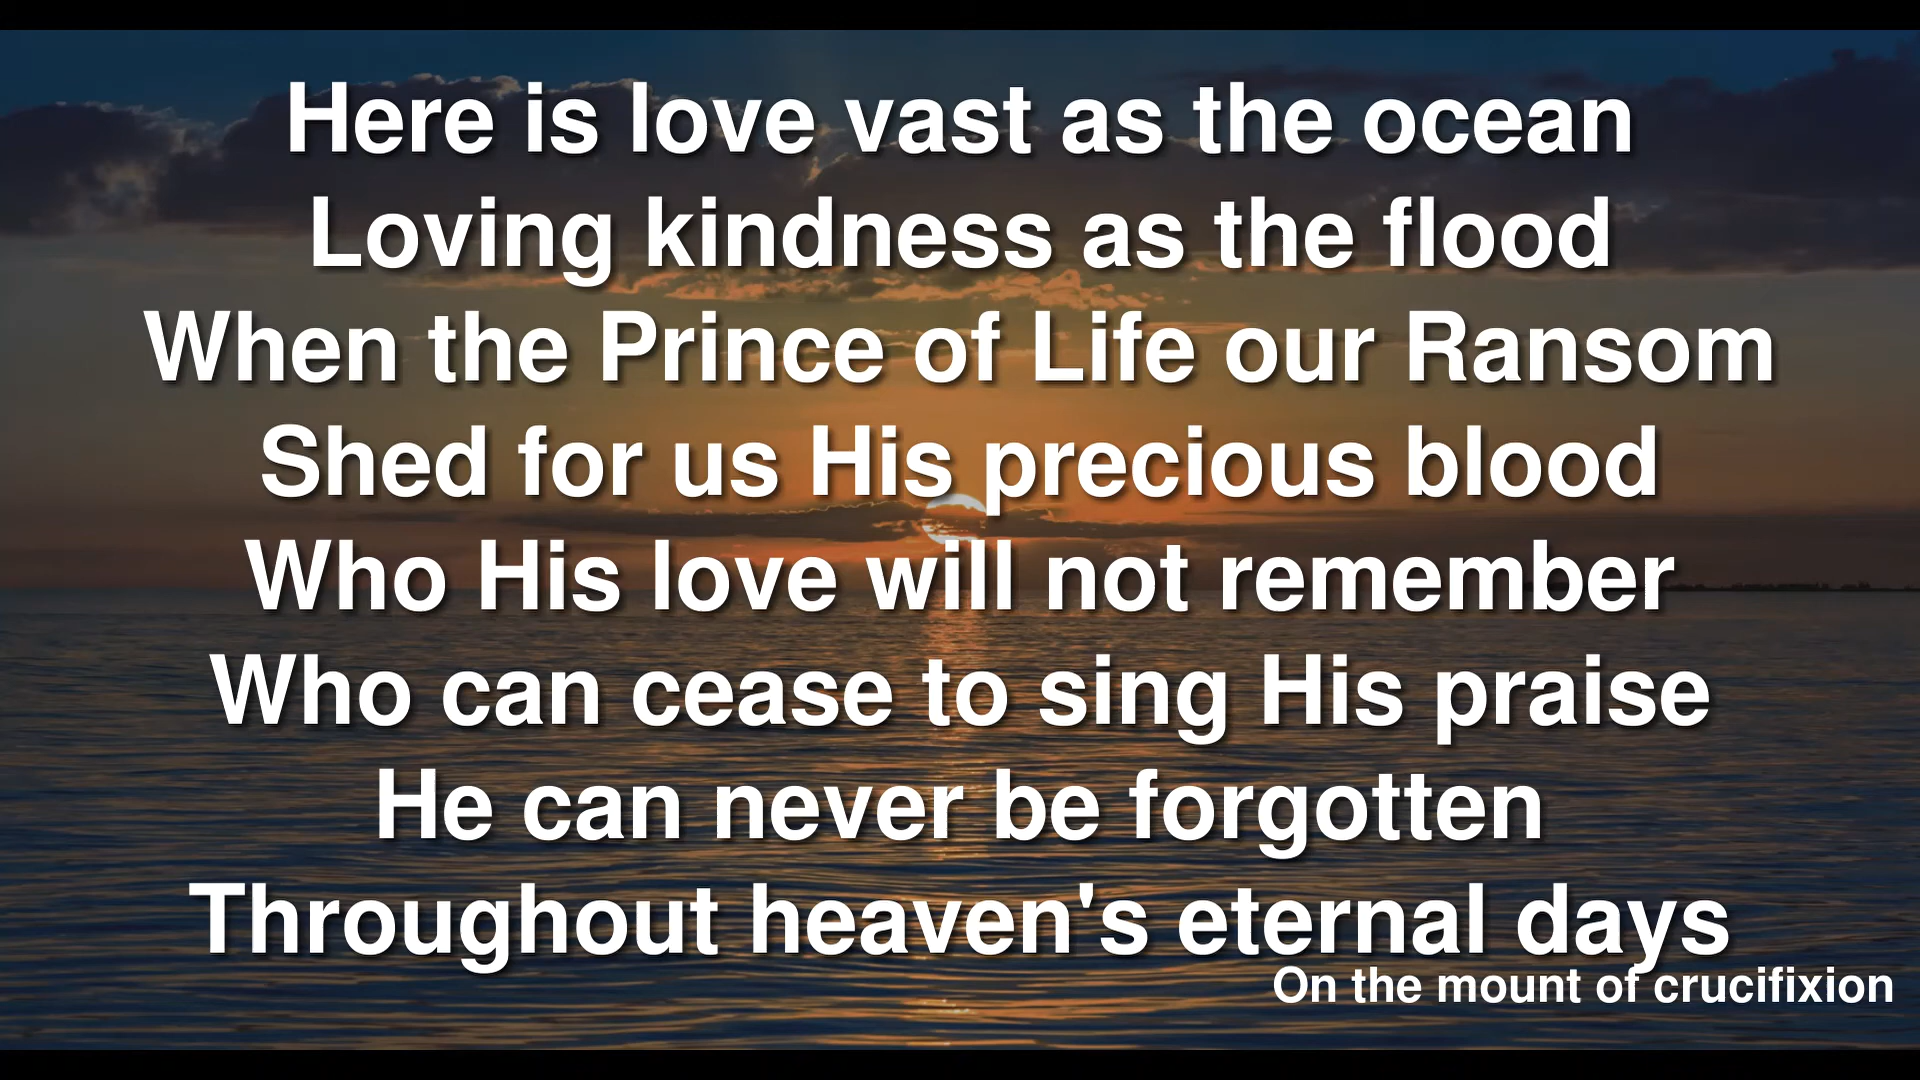 Here is love vast as the ocean
Loving kindness as the flood
When the Prince of Life our Ransom
Shed for us His precious blood
Who His love will not remember
Who can cease to sing His praise
He can never be forgotten
Throughout heaven's eternal days
On the mount of crucifixion